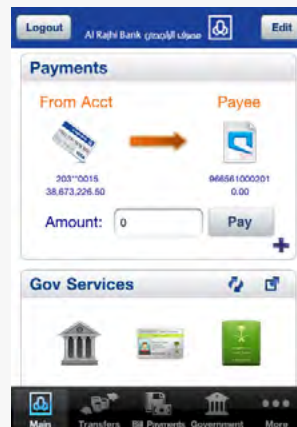 Logout
Al Rajhi Bank مصرف الراجحي
Edit
Payments
From Acct
Payee
203**0015
966561000201
38,673,226.50
0.00
Amount:
0
Pay
Gov Services
Main
Transfers
Bill Payments
Government
More